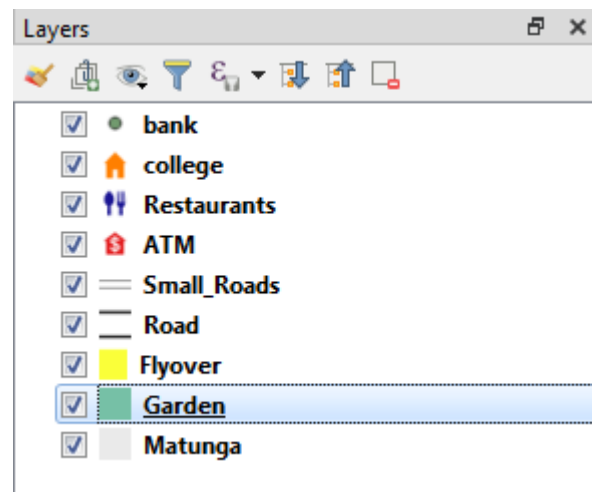 Layers
bank
college
Restaurants
ATM
Small_Roads
Road
Flyover
Garden
Matunga